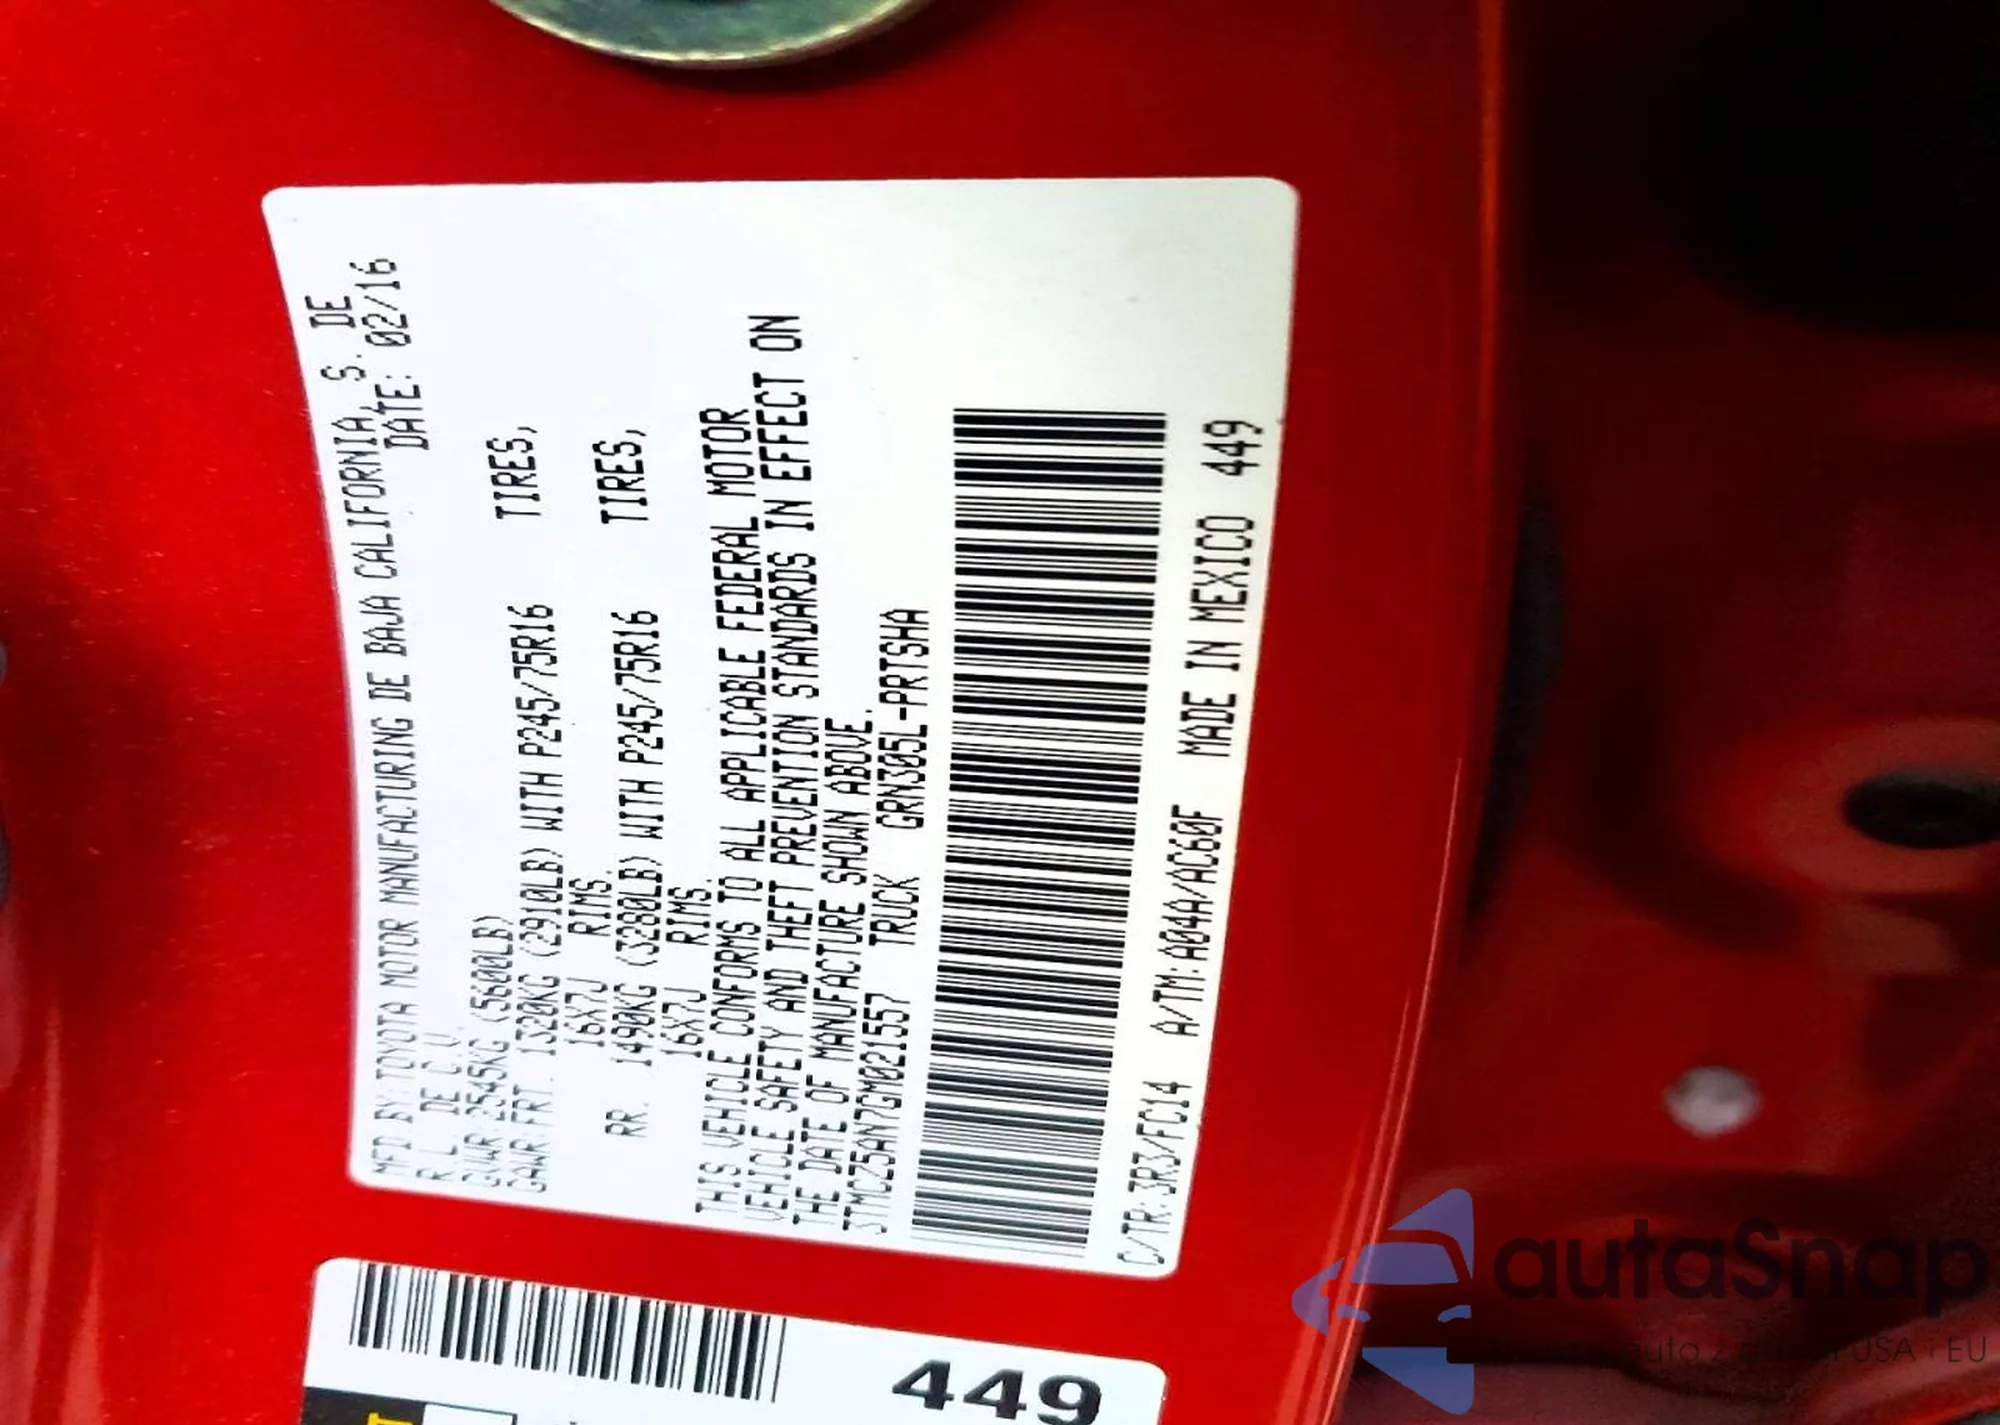 MFD BY:TOYOTA MOTOR MANUFACTURING DE BAJA CALIFORNIA, S. DE
R.L. DE C.V. DATE: 02/16
GVWR:2545KG (5600LB)
GAWR:FRT. 1320KG (2910LB) WITH P245/75R16 TIRES,
16X7J RIMS.
RR. 1490KG (3280LB) WITH P245/75R16 TIRES,
16X7J RIMS.
THIS VEHICLE CONFORMS TO ALL APPLICABLE FEDERAL MOTOR
VEHICLE SAFETY AND THEFT PREVENTION STANDARDS IN EFFECT ON
THE DATE OF MANUFACTURE SHOWN ABOVE.
5TMCZ5AN7GM021557 TRUCK GRN305L-PRTSHA
C/TR:3R3/FC14 A/TM:A04A/AC60F MADE IN MEXICO 449
449
autaSnap
USA i EU